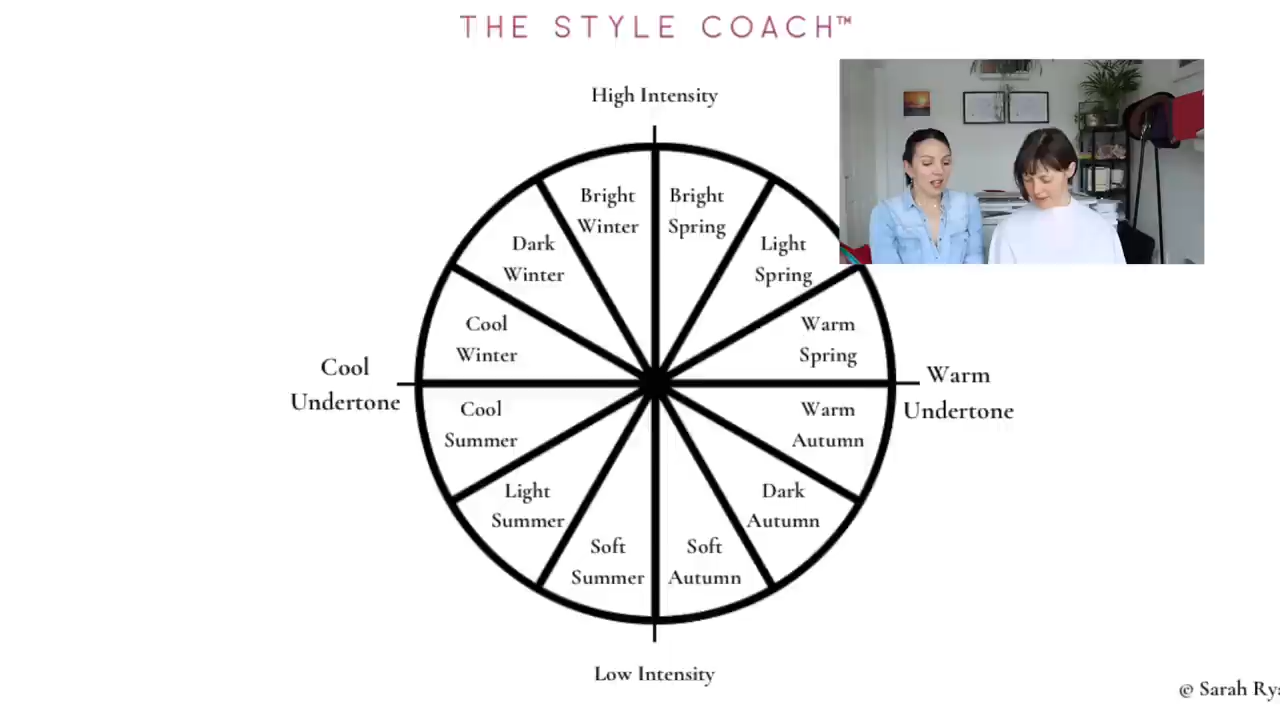 THE STYLE COACH™
High Intensity
Bright
Winter
Bright
Spring
Dark
Winter
Light
Spring
Cool
Winter
Warm
Spring
Cool
Undertone
Warm
Undertone
Cool
Summer
Warm
Autumn
Light
Summer
Dark
Autumn
Soft
Summer
Soft
Autumn
Low Intensity
@ Sarah Rya